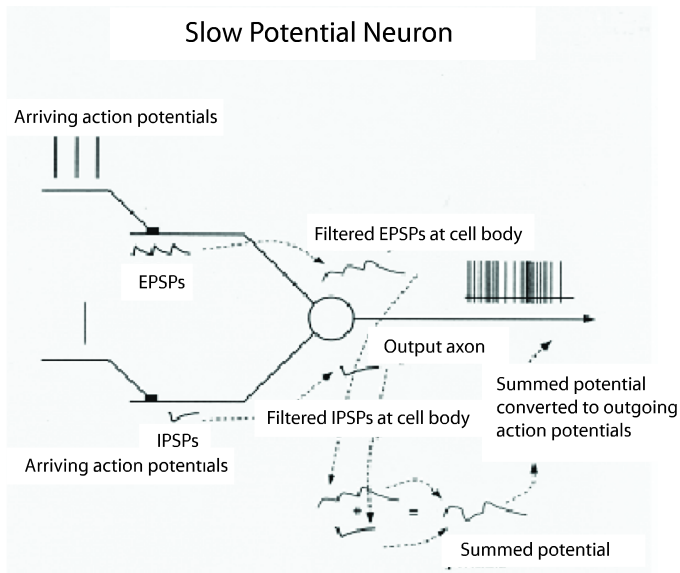 Slow Potential Neuron
Arriving action potentials
Filtered EPSPs at cell body
EPSPs
Output axon
Summed potential
converted to outgoing
action potentials
Filtered IPSPs at cell body
IPSPs
Arriving action potentials
+
=
Summed potential